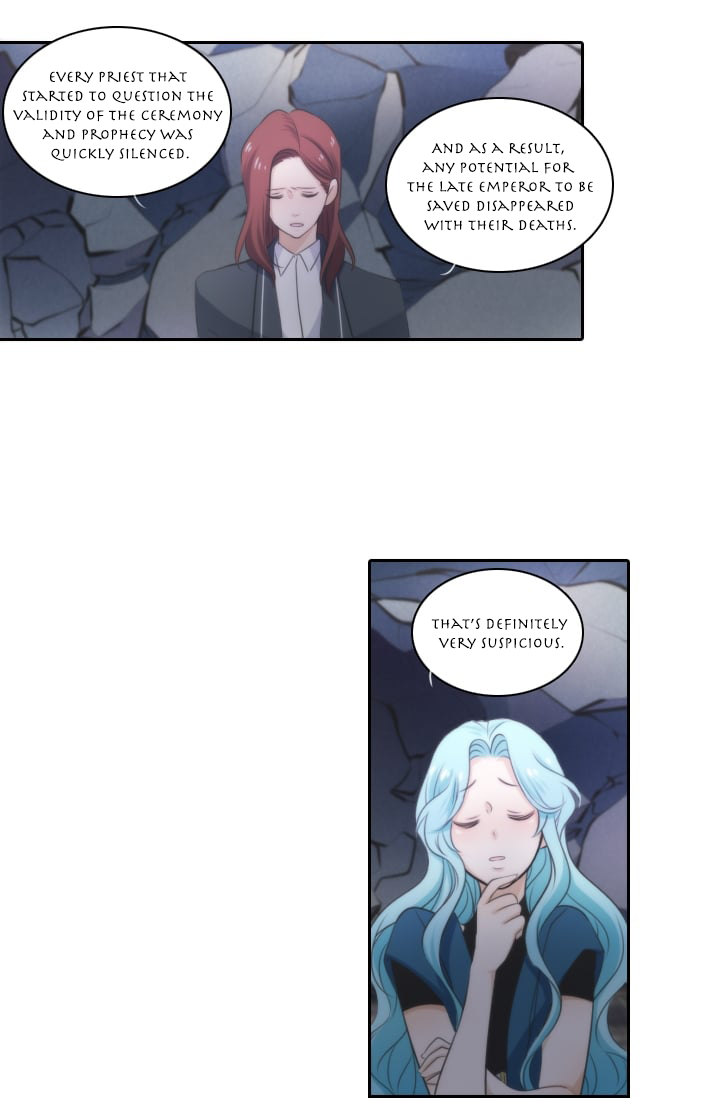 EVERY PRIEST THAT
STARTED TO QUESTION THE
VALIDITY OF THE CEREMONY
AND PROPHECY WAS
QUICKLY SILENCED.
AND AS A RESULT,
ANY POTENTIAL FOR
THE LATE EMPEROR TO BE
SAVED DISAPPEARED
WITH THEIR DEATHS.
THAT'S DEFINITELY
VERY SUSPICIOUS.